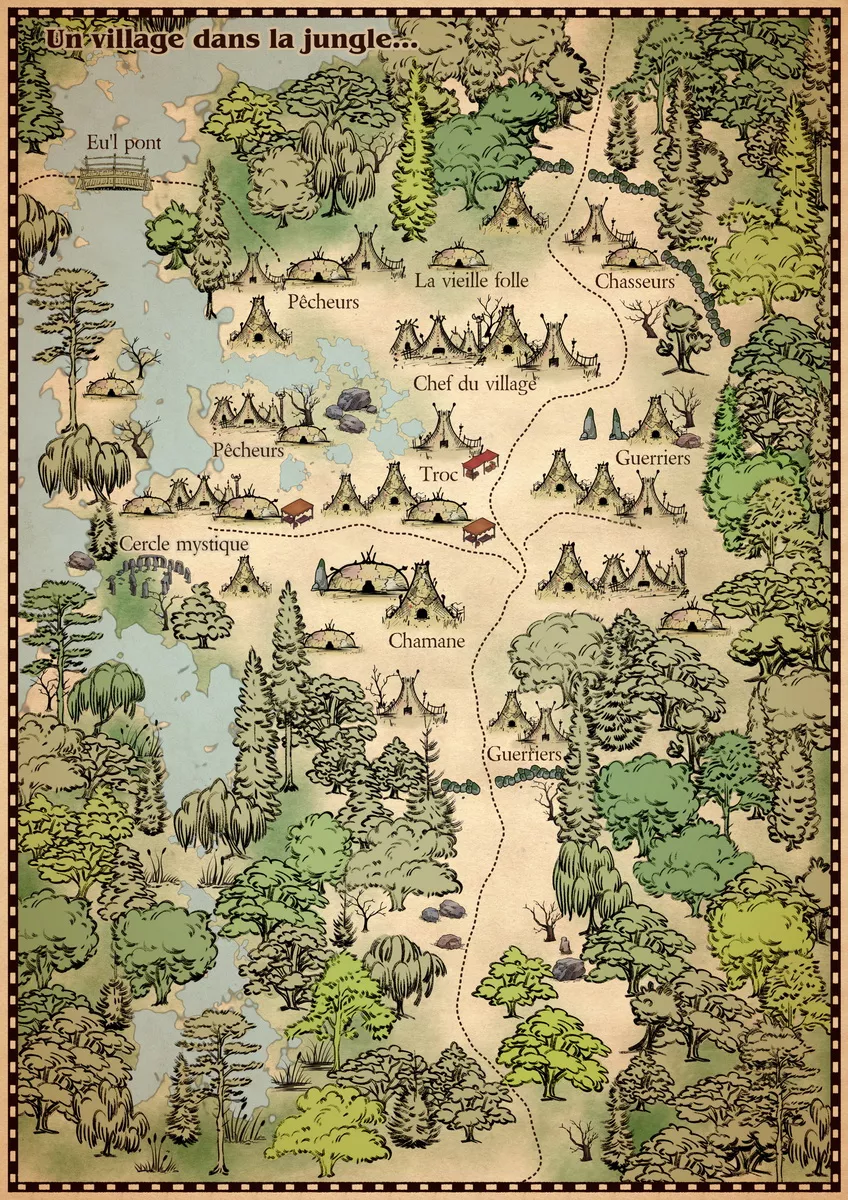 Un village dans la jungle...
Eu'l pont
La vieille folle
Chasseurs
Pêcheurs
Chef du village
Pêcheurs
Troc
Guerriers
Cercle mystique
Chamane
Guerriers